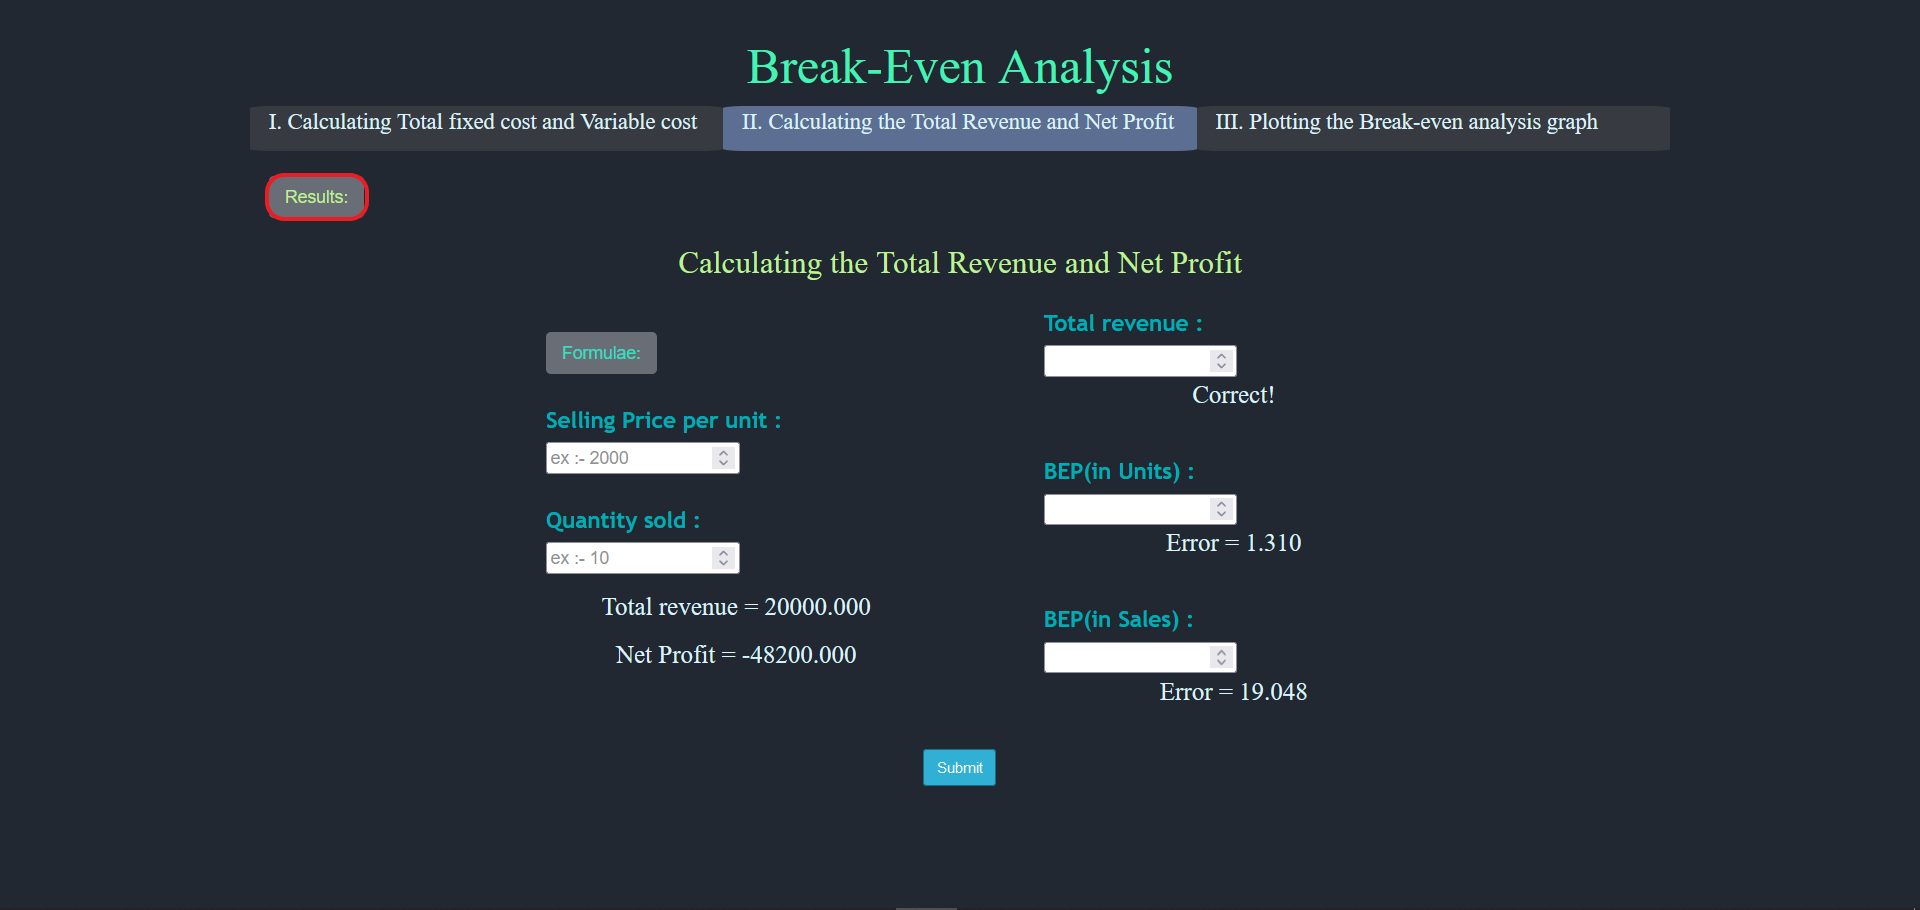 Break-Even Analysis
I. Calculating Total fixed cost and Variable cost
II. Calculating the Total Revenue and Net Profit
III. Plotting the Break-even analysis graph
Results:
Calculating the Total Revenue and Net Profit
Formulae:
Selling Price per unit :
ex :- 2000
Quantity sold :
ex :- 10
Total revenue = 20000.000
Net Profit = -48200.000
Total revenue :
Correct!
BEP(in Units) :
Error = 1.310
BEP(in Sales) :
Error = 19.048
Submit